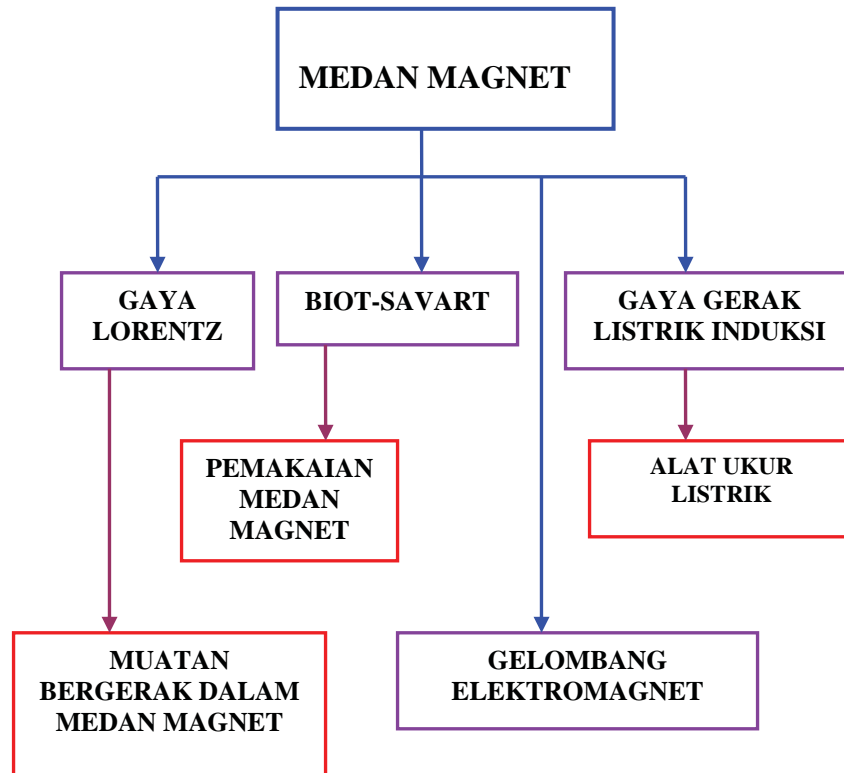 MEDAN MAGNET
GAYA
LORENTZ
BIOT-SAVART
GAYA GERAK
LISTRIK INDUKSI
PEMAKAIAN
MEDAN
MAGNET
ALAT UKUR
LISTRIK
MUATAN
BERGERAK DALAM
MEDAN MAGNET
GELOMBANG
ELEKTROMAGNET